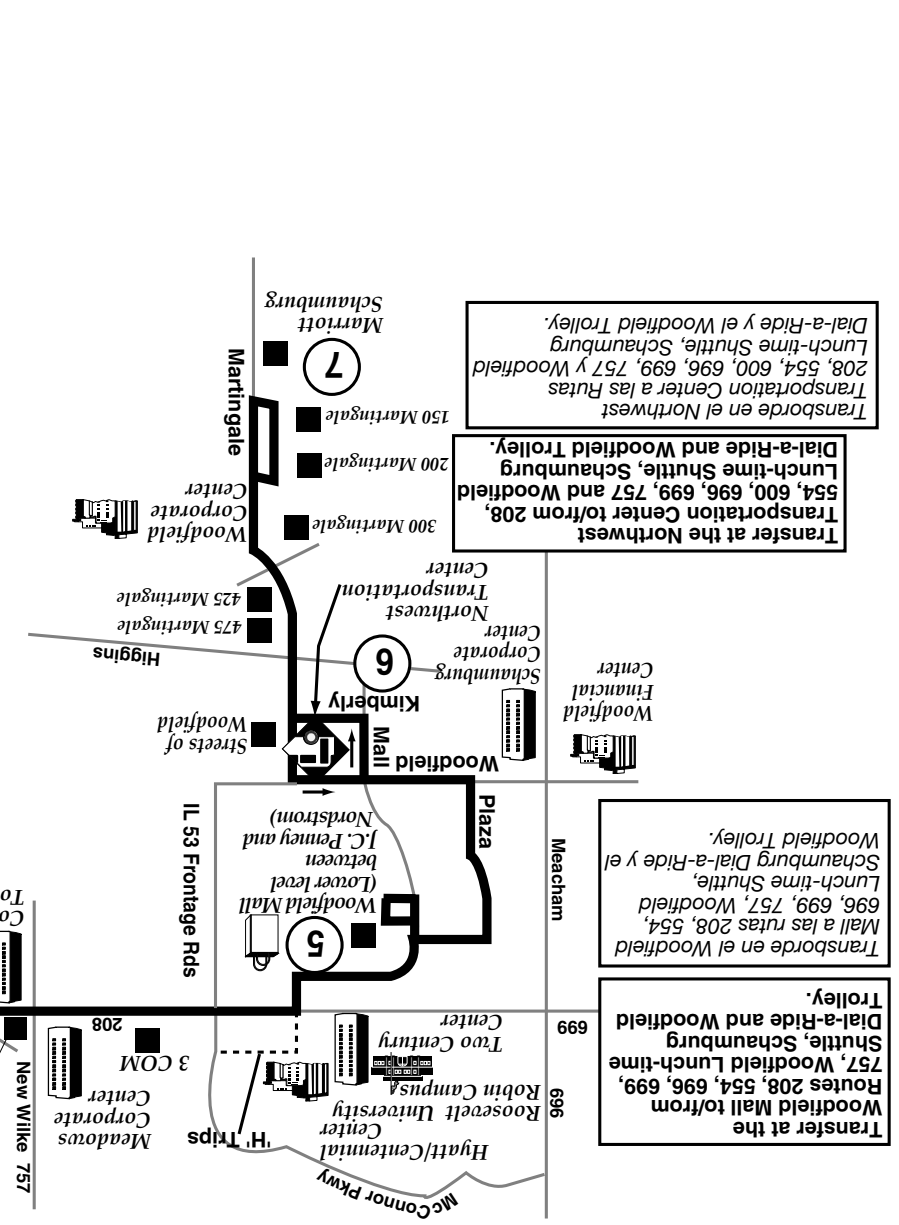 McConnor Pkwy
'H' Trips
Hyatt/Centennial
Center
Roosevelt University
Robin Campus
Two Century
Center
696
699
Transfer at the
Woodfield Mall to/from
Routes 208, 554, 696, 699,
757, Woodfield Lunch-time
Shuttle, Schaumburg
Dial-a-Ride and Woodfield
Trolley.
Transborde en el Woodfield
Mall a las rutas 208, 554,
696, 699, 757, Woodfield
Lunch-time Shuttle,
Schaumburg Dial-a-Ride y el
Woodfield Trolley.
Meadows
Corporate
Center
3 COM
208
New Wilke 757
Co
To
5
Woodfield Mall
(Lower level
between
J.C. Penney and
Nordstrom)
IL 53 Frontage Rds
Plaza
Meacham
Woodfield
Mall
Kimberly
Streets of
Woodfield
Woodfield
Financial
Center
Schaumburg
Corporate
Center
6
Northwest
Transportation
Center
Higgins
475 Martingale
425 Martingale
300 Martingale
200 Martingale
150 Martingale
Woodfield
Corporate
Center
Martingale
7
Marriott
Schaumburg
Transfer at the Northwest
Transportation Center to/from 208,
554, 600, 696, 699, 757 and Woodfield
Lunch-time Shuttle, Schaumburg
Dial-a-Ride and Woodfield Trolley.
Transborde en el Northwest
Transportation Center a las Rutas
208, 554, 600, 696, 699, 757 y Woodfield
Lunch-time Shuttle, Schaumburg
Dial-a-Ride y el Woodfield Trolley.